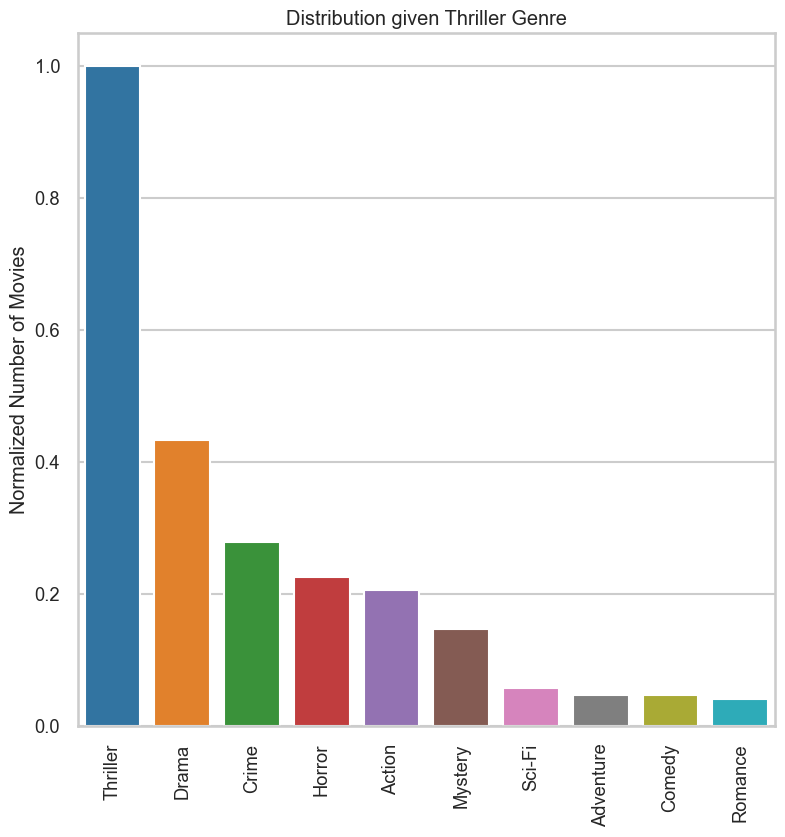 Distribution given Thriller Genre
Normalized Number of Movies
1.0
0.8
0.6
0.4
0.2
0.0
Thriller
Drama
Crime
Horror
Action
Mystery
Sci-Fi
Adventure
Comedy
Romance